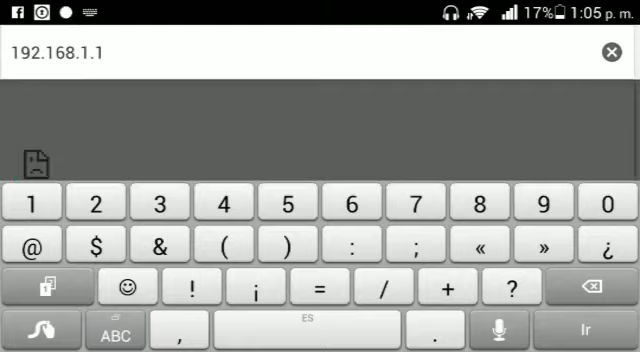 17% 1:05 p. m.
192.168.1.1
1 2 3 4 5 6 7 8 9 0
@ $ & ( ) : ; « » ¿
1 ! ¡ = / + ?
ABC , ES . Ir